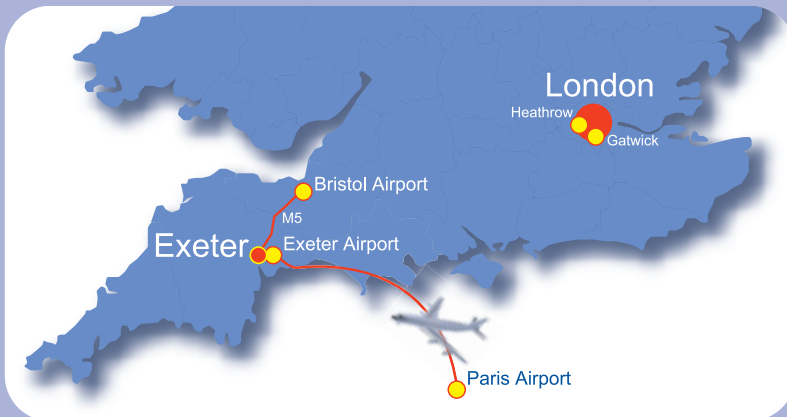 London
Heathrow
Gatwick
Bristol Airport
M5
Exeter
Exeter Airport
Paris Airport